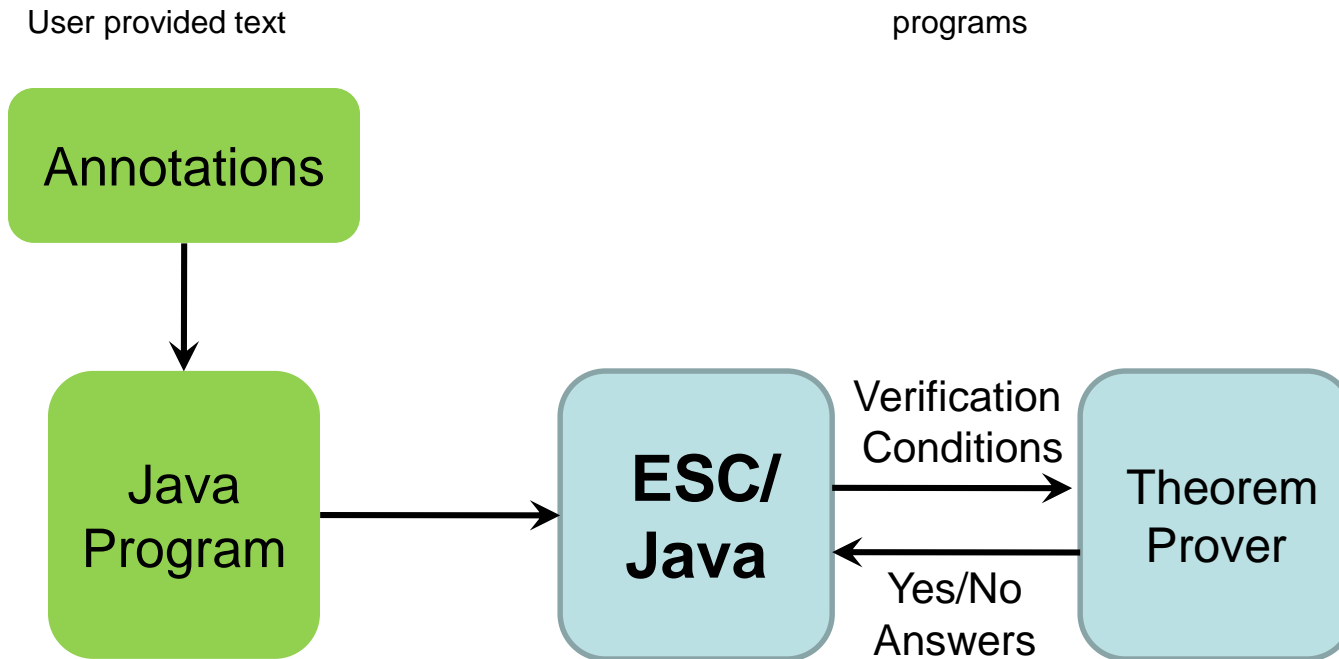 User provided text
programs
Annotations
Java
Program
ESC/
Java
Verification
Conditions
Yes/No
Answers
Theorem
Prover